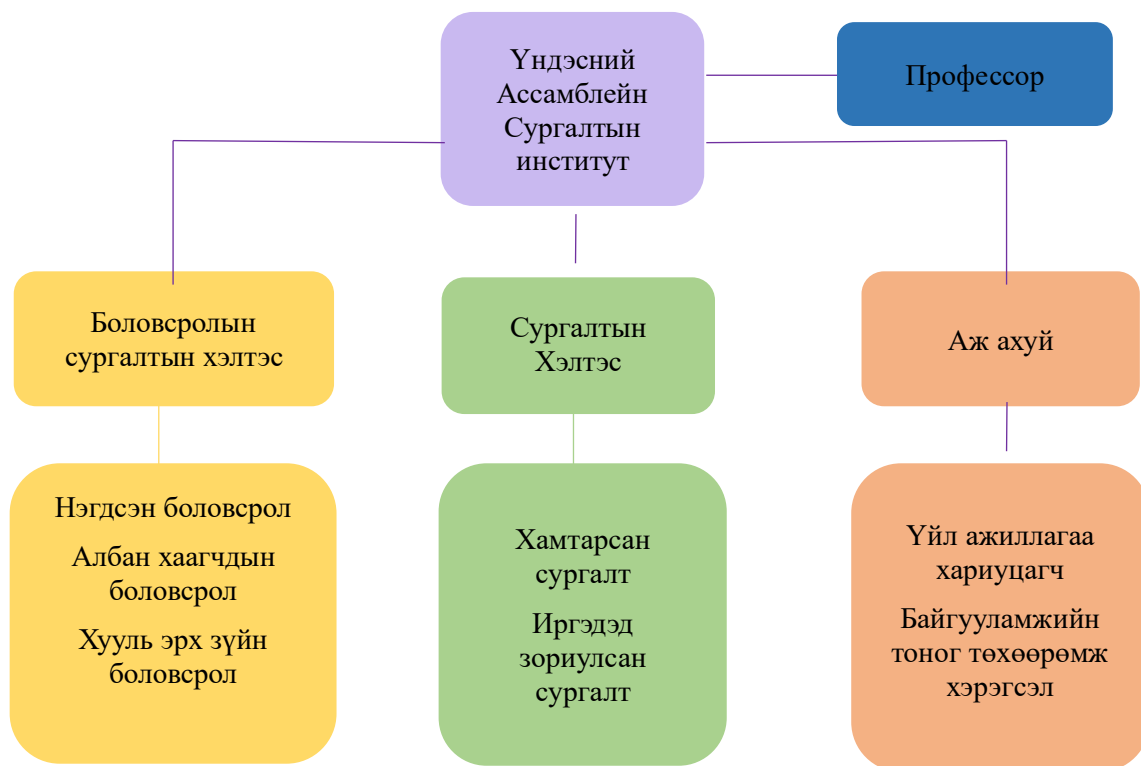 Үндэсний
Ассамблейн
Сургалтын
институт
Профессор
Боловсролын
сургалтын хэлтэс
Сургалтын
Хэлтэс
Аж ахуй
Нэгдсэн боловсрол
Албан хаагчдын
боловсрол
Хууль эрх зүйн
боловсрол
Хамтарсан
сургалт
Иргэдэд
зориулсан
сургалт
Үйл ажиллагаа
хариуцагч
Байгууламжийн
тоног төхөөрөмж
хэрэгсэл